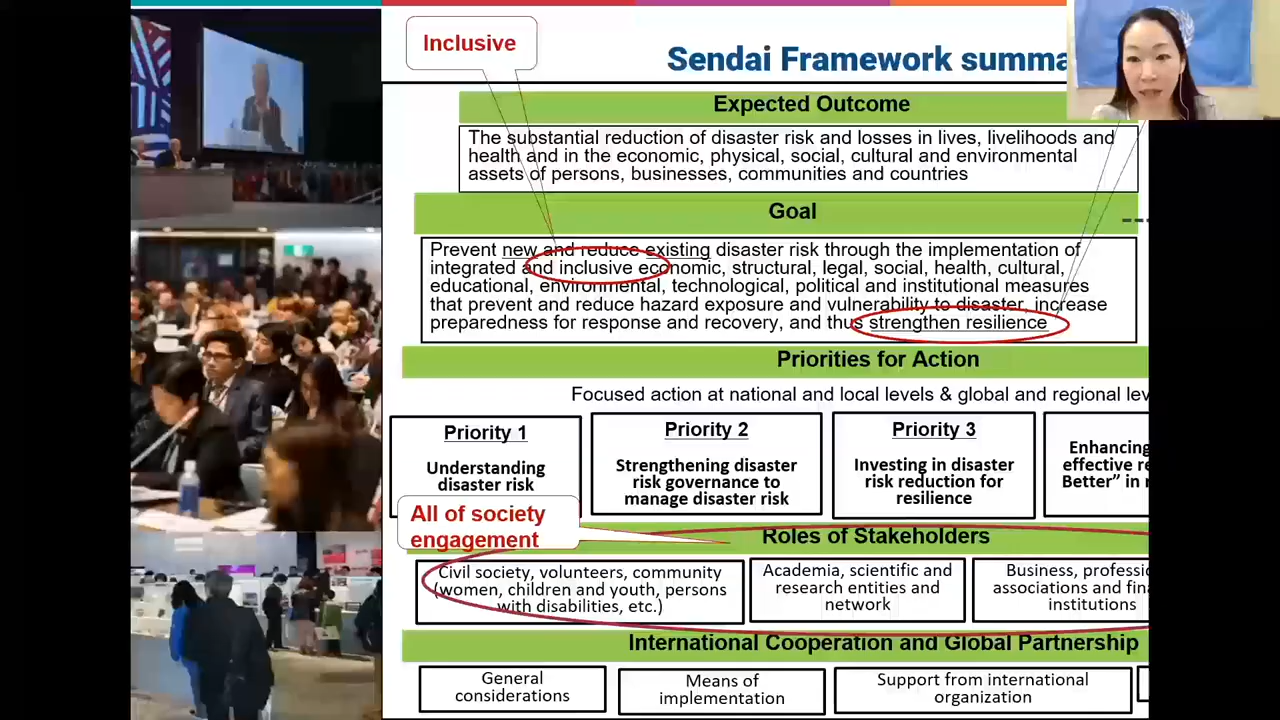 Inclusive
Sendai Framework summa
Expected Outcome
The substantial reduction of disaster risk and losses in lives, livelihoods and
health and in the economic, physical, social, cultural and environmental
assets of persons, businesses, communities and countries
Goal
Prevent new and reduce existing disaster risk through the implementation of
integrated and inclusive economic, structural, legal, social, health, cultural,
educational, environmental, technological, political and institutional measures
that prevent and reduce hazard exposure and vulnerability to disaster, increase
preparedness for response and recovery, and thus strengthen resilience
Priorities for Action
Focused action at national and local levels & global and regional lev
Priority 1
Understanding
disaster risk
Priority 2
Strengthening disaster
risk governance to
manage disaster risk
Priority 3
Investing in disaster
risk reduction for
resilience
Enhancing
effective re
Better” in r
All of society
engagement
Roles of Stakeholders
Civil society, volunteers, community
(women, children and youth, persons
with disabilities, etc.)
Academia, scientific and
research entities and
network
Business, professio
associations and fina
institutions
International Cooperation and Global Partnership
General
considerations
Means of
implementation
Support from international
organization